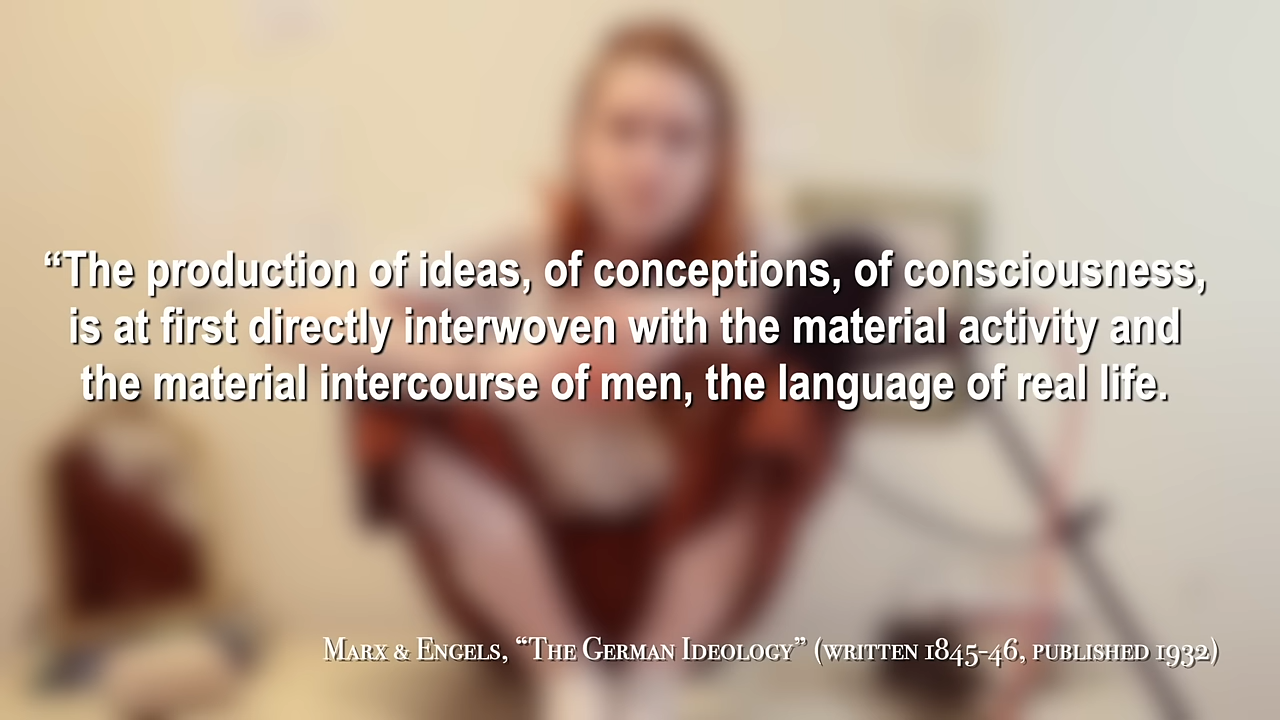 “The production of ideas, of conceptions, of consciousness,
is at first directly interwoven with the material activity and
the material intercourse of men, the language of real life.
Marx & Engels, “The German Ideology” (written 1845-46, published 1932)